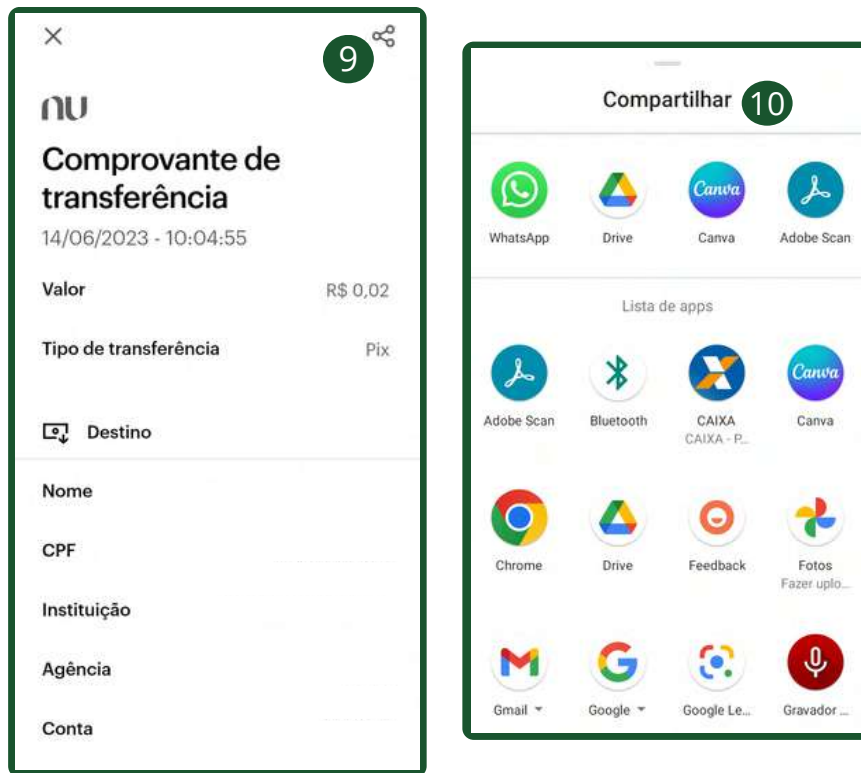 9
nu
Comprovante de
transferência
14/06/2023 - 10:04:55
Valor R$ 0,02
Tipo de transferência Pix
Destino
Nome
CPF
Instituição
Agência
Conta
Compartilhar 10
Canva
WhatsApp Drive Canva Adobe Scan
Lista de apps
Canva
Adobe Scan Bluetooth CAIXA Canva
CAIXA - P...
Chrome Drive Feedback Fotos
Fazer uplo...
Gmail Google Google Le... Gravador ...